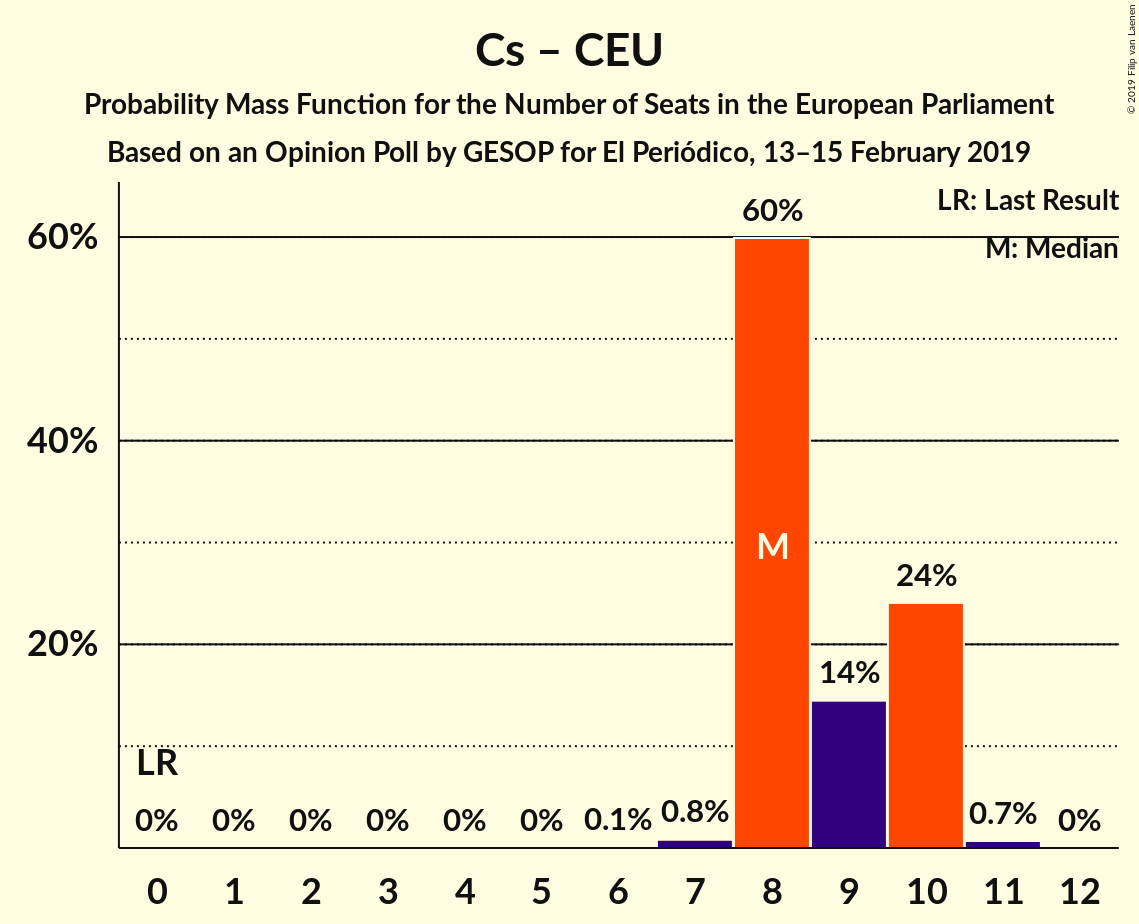 Cs – CEU
Probability Mass Function for the Number of Seats in the European Parliament
Based on an Opinion Poll by GESOP for El Periódico, 13–15 February 2019
© 2019 Filip van Laenen
LR: Last Result
M: Median
60%
60%
40%
M
24%
20%
14%
LR
0% 0% 0% 0% 0% 0% 0.1% 0.8% 0.7% 0%
0 1 2 3 4 5 6 7 8 9 10 11 12